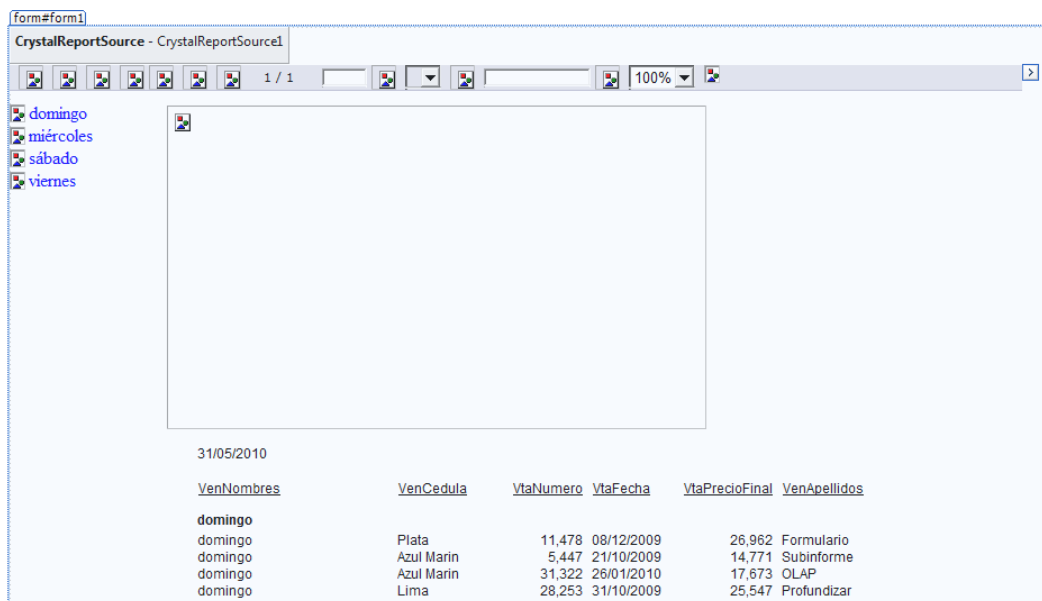 form#form1
CrystalReportSource - CrystalReportSource1
1 / 1 100%
domingo
miércoles
sábado
viernes
31/05/2010
VenNombres VenCedula VtaNumero VtaFecha VtaPrecioFinal VenApellidos
domingo
domingo Plata 11,478 08/12/2009 26,962 Formulario
domingo Azul Marin 5,447 21/10/2009 14,771 Subinforme
domingo Azul Marin 31,322 26/01/2010 17,673 OLAP
domingo Lima 28,253 31/10/2009 25,547 Profundizar